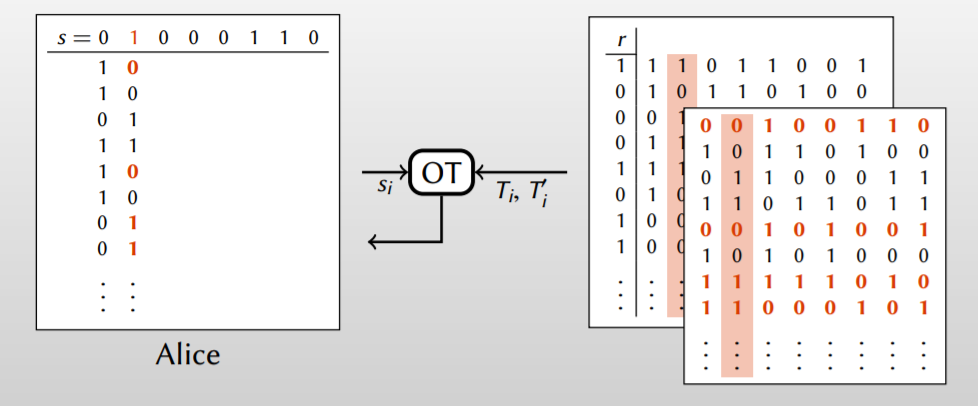 s = 0 1 0 0 0 1 1 0
1 0
1 0
0 1
1 1
1 0
1 0
0 1
0 1
⋮ ⋮
Alice
OT
sᵢ
Tᵢ, T′ᵢ
r
1 1 1 0 1 1 0 0 1
0 1 0 1 1 0 1 0 0
0 0 1
0 1 1
1 1 1
0 1 0
1 0 0
1 0 0
⋮ ⋮ ⋮
0 0 1 0 0 1 1 0
1 0 1 1 0 1 0 0
0 1 1 0 0 0 1 1
1 1 0 1 1 0 1 1
0 0 1 0 1 0 0 1
1 0 1 0 1 0 0 0
1 1 1 1 1 0 1 0
1 1 0 0 0 1 0 1
⋮ ⋮ ⋮ ⋮ ⋮ ⋮ ⋮ ⋮